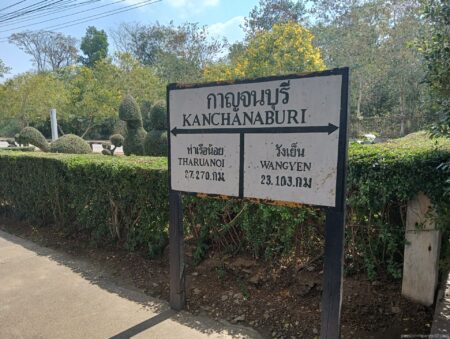 กาญจนบุรี
KANCHANABURI
ท่าเรือน้อย
THARUANOI
27.270 กม
วังเย็น
WANGYEN
23.103 กม